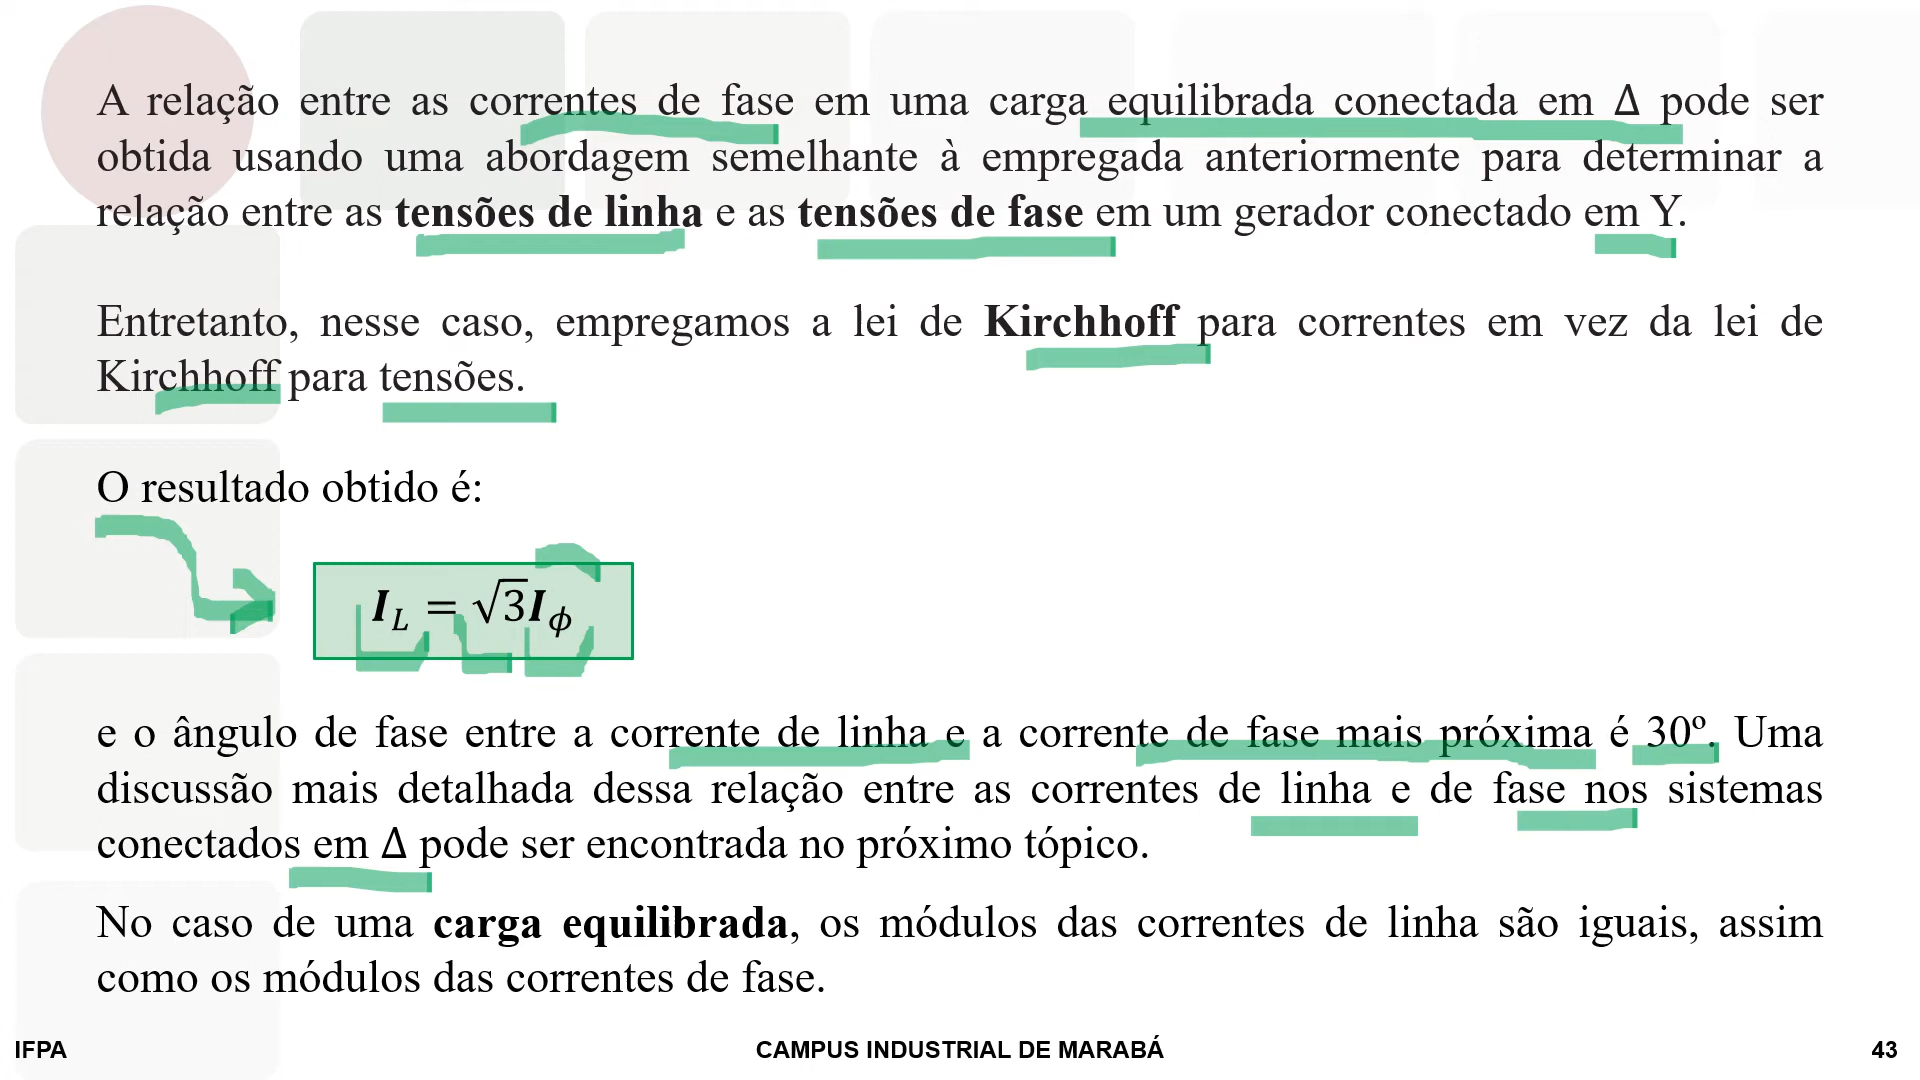 A relação entre as correntes de fase em uma carga equilibrada conectada em Δ pode ser
obtida usando uma abordagem semelhante à empregada anteriormente para determinar a
relação entre as tensões de linha e as tensões de fase em um gerador conectado em Y.
Entretanto, nesse caso, empregamos a lei de Kirchhoff para correntes em vez da lei de
Kirchhoff para tensões.
O resultado obtido é:
I_L = √3I_ϕ
e o ângulo de fase entre a corrente de linha e a corrente de fase mais próxima é 30º. Uma
discussão mais detalhada dessa relação entre as correntes de linha e de fase nos sistemas
conectados em Δ pode ser encontrada no próximo tópico.
No caso de uma carga equilibrada, os módulos das correntes de linha são iguais, assim
como os módulos das correntes de fase.
IFPA
CAMPUS INDUSTRIAL DE MARABÁ
43